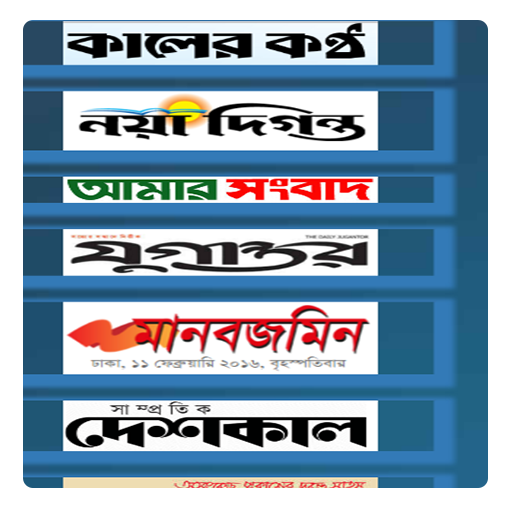 কালের কণ্ঠ
নয়া দিগন্ত
আমার সংবাদ
THE DAILY JUGANTOR
যুগান্তর
মানবজমিন
ঢাকা, ১১ ফেব্রুয়ারি ২০১৬, বৃহস্পতিবার
সাম্প্রতিক
দেশকাল